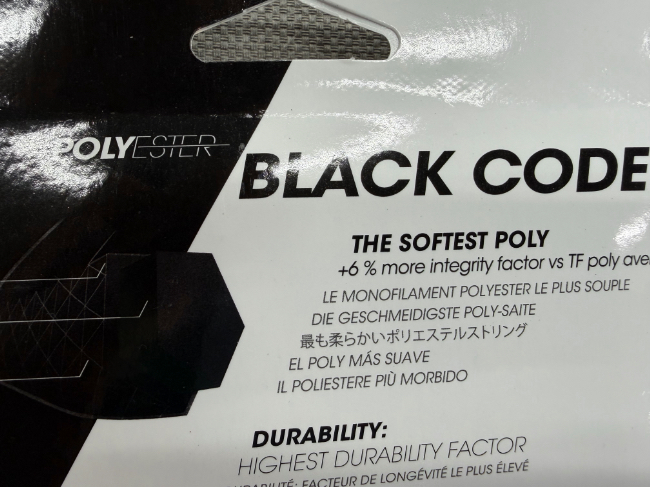 POLYESTER
BLACK CODE
THE SOFTEST POLY
+6 % more integrity factor vs TF poly
LE MONOFILAMENT POLYESTER LE PLUS SOUPLE
DIE GESCHMEIDIGSTE POLY-SAITE
最も柔らかいポリエステルストリング
EL POLY MÁS SUAVE
IL POLIESTERE PIÙ MORBIDO
DURABILITY:
HIGHEST DURABILITY FACTOR
FACTEUR DE LONGÉVITÉ LE PLUS ÉLEVÉ